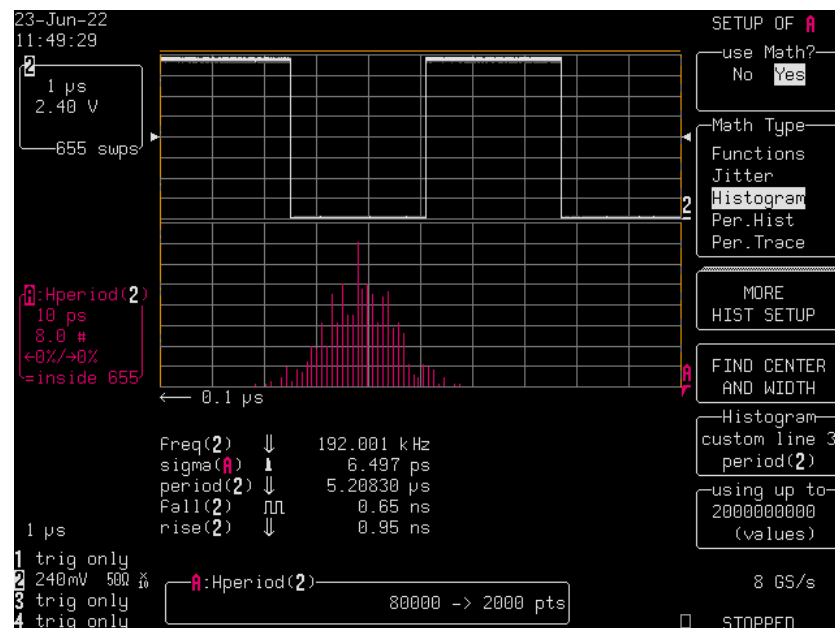 23-Jun-22
11:49:29
2
1 µs
2.40 V
655 swps
A:Hperiod(2)
10 ps
8.0 #
←0%/→0%
=inside 655
1 µs
1 trig only
2 240mV 50Ω X10
3 trig only
4 trig only
2
A
← 0.1 µs
freq(2) ⇓ 192.001 kHz
sigma(A) 6.497 ps
period(2) ⇓ 5.20830 µs
fall(2) 0.65 ns
rise(2) ⇓ 0.95 ns
A:Hperiod(2)
80000 -> 2000 pts
SETUP OF A
use Math?
No Yes
Math Type
Functions
Jitter
Histogram
Per.Hist
Per.Trace
MORE
HIST SETUP
FIND CENTER
AND WIDTH
Histogram
custom line 3
period(2)
using up to
2000000000
(values)
8 GS/s
STOPPED